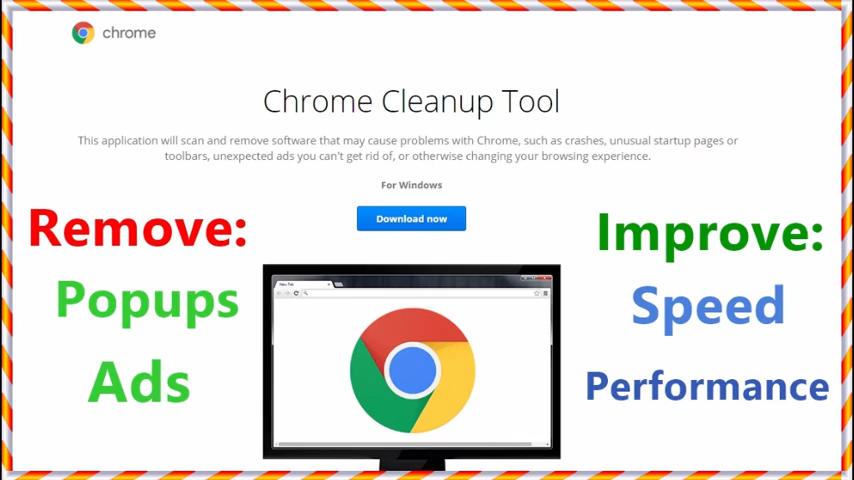 chrome
Chrome Cleanup Tool
This application will scan and remove software that may cause problems with Chrome, such as crashes, unusual startup pages or
toolbars, unexpected ads you can't get rid of, or otherwise changing your browsing experience.
For Windows
Download now
Remove:
Improve:
Popups
Speed
Ads
Performance
New Tab